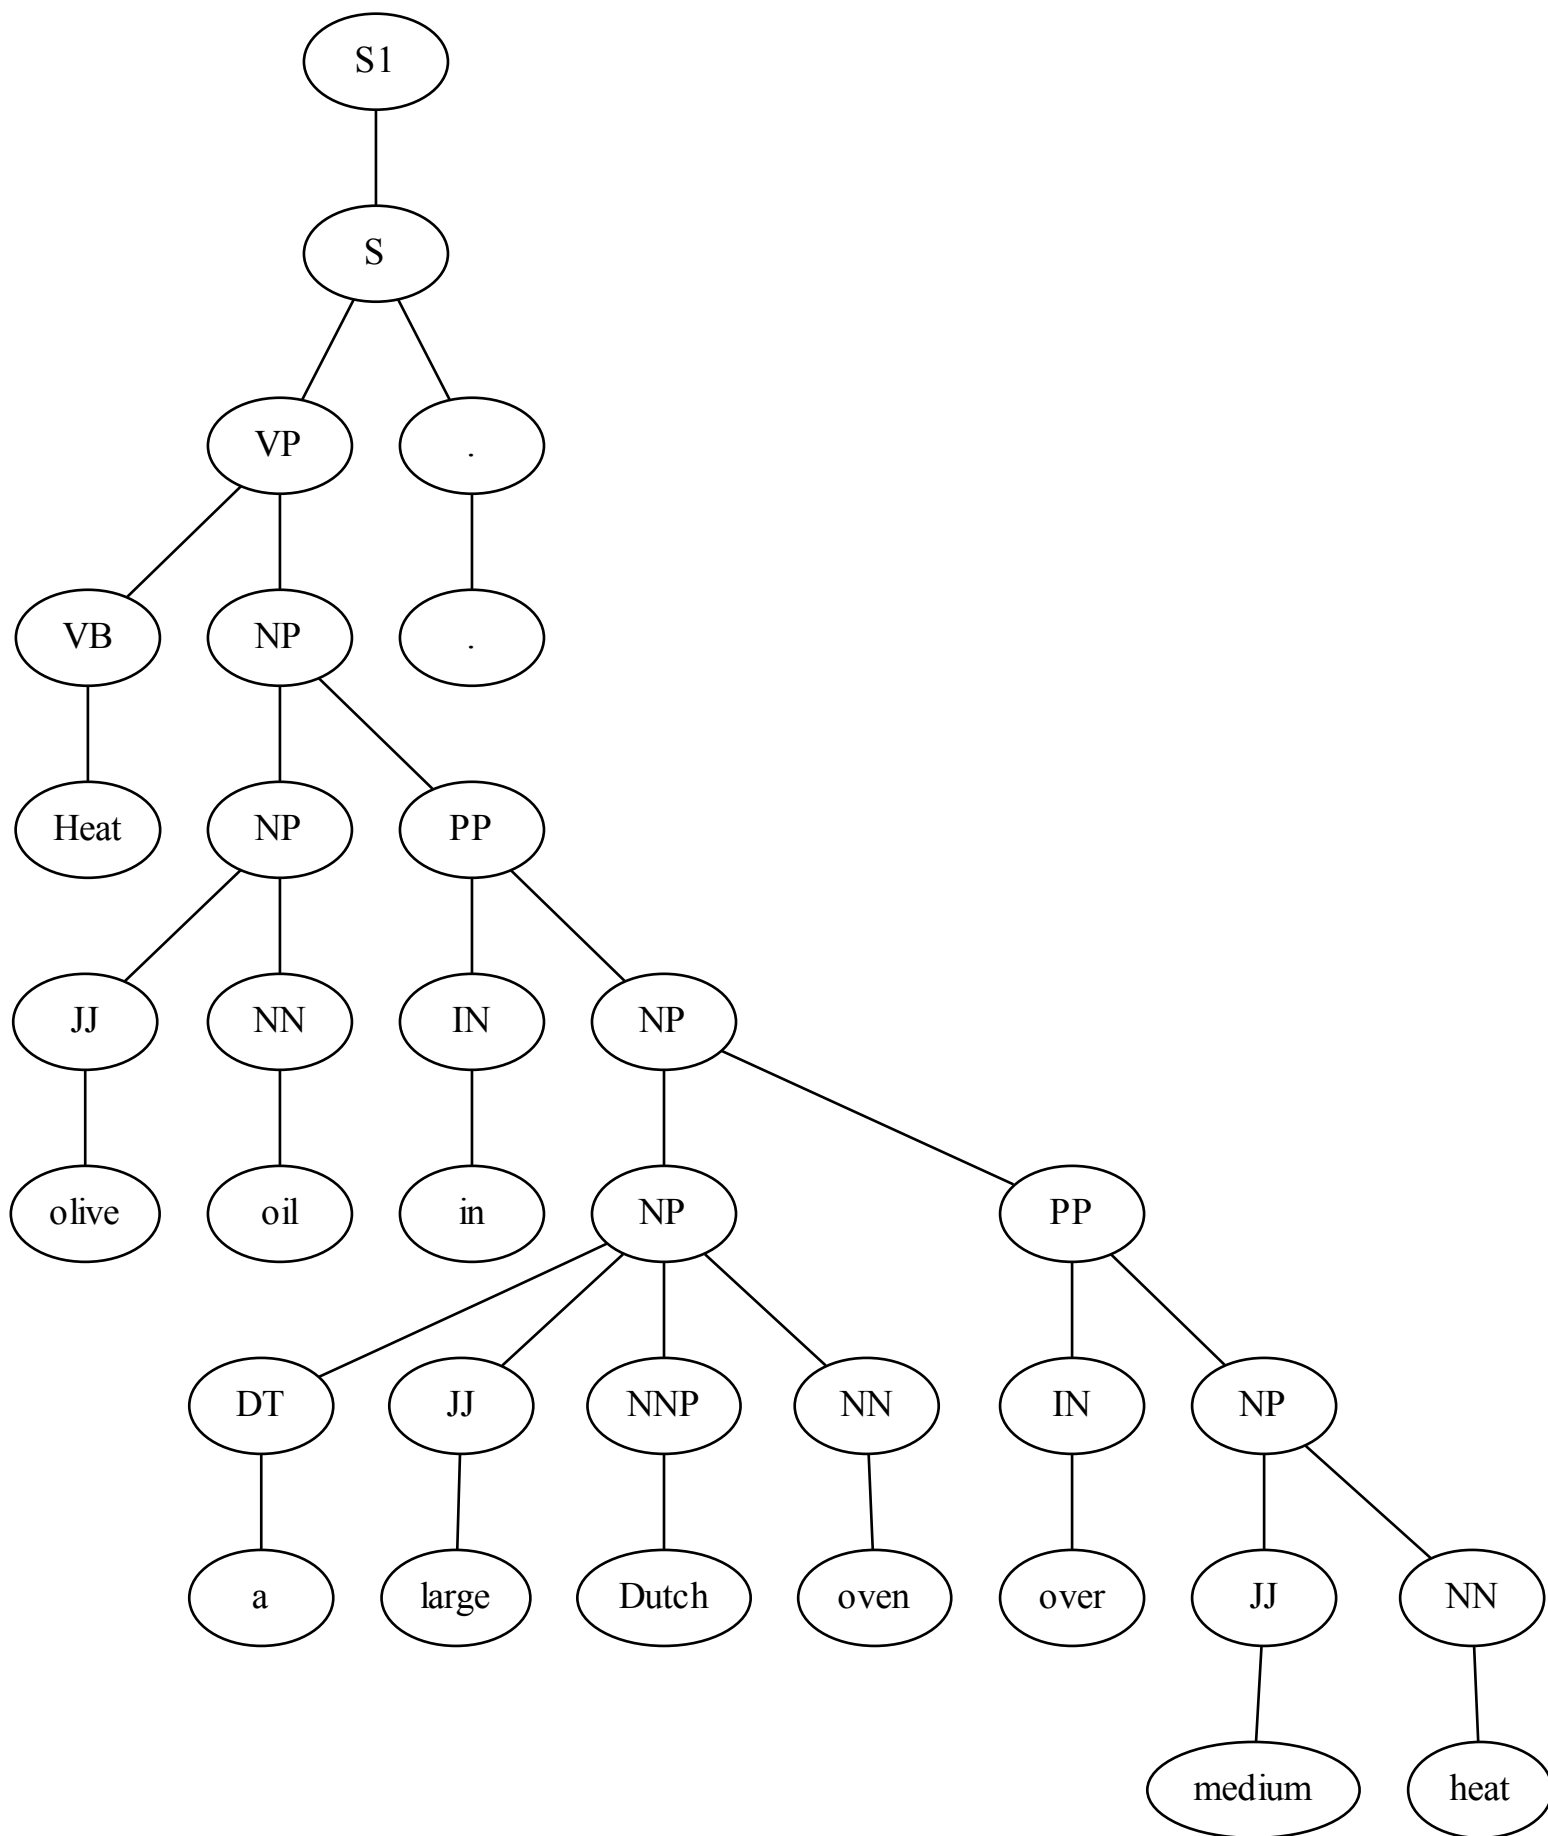 S1
S
VP .
VB NP .
Heat NP PP
JJ NN IN NP
olive oil in NP PP
DT JJ NNP NN IN NP
a large Dutch oven over JJ NN
medium heat